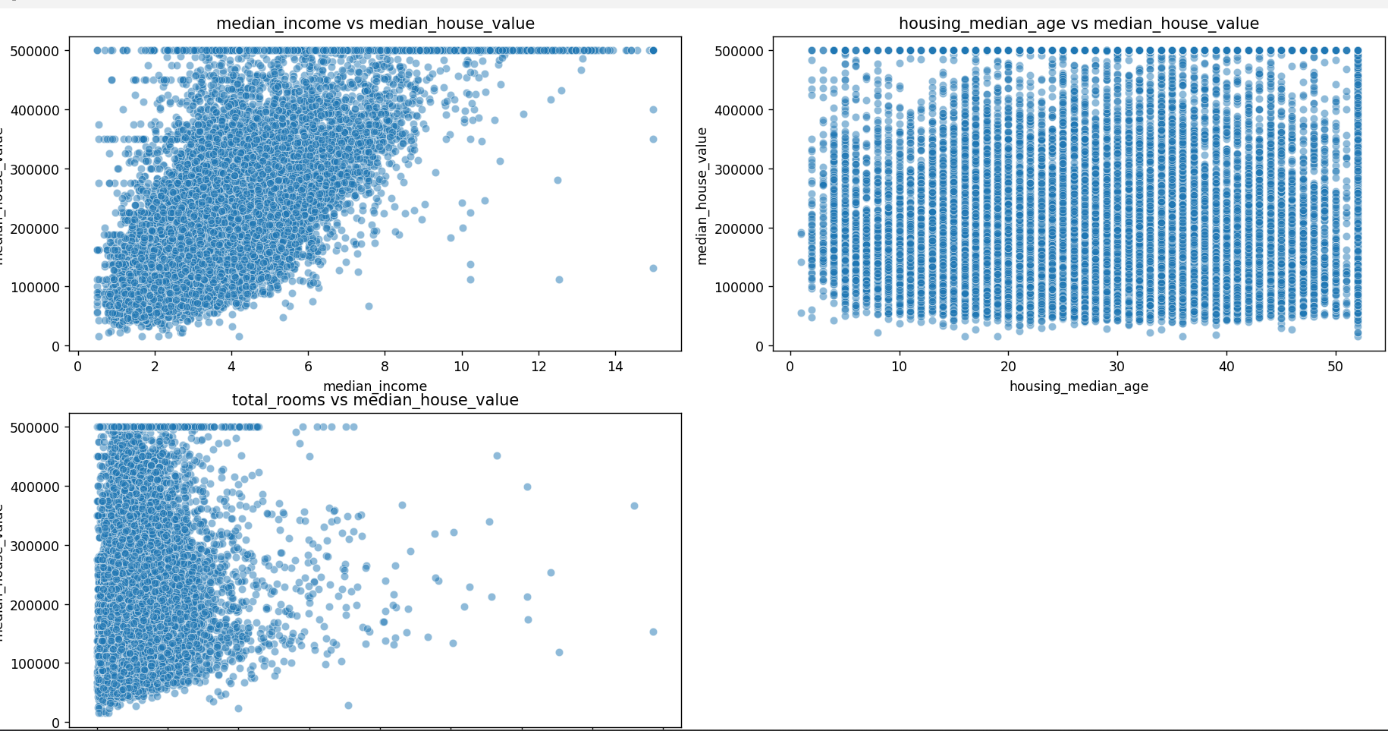 median_income vs median_house_value
500000
400000
300000
200000
100000
0
0 2 4 6 8 10 12 14
median_income
housing_median_age vs median_house_value
median_house_value
500000
400000
300000
200000
100000
0
0 10 20 30 40 50
housing_median_age
total_rooms vs median_house_value
500000
400000
300000
200000
100000
0